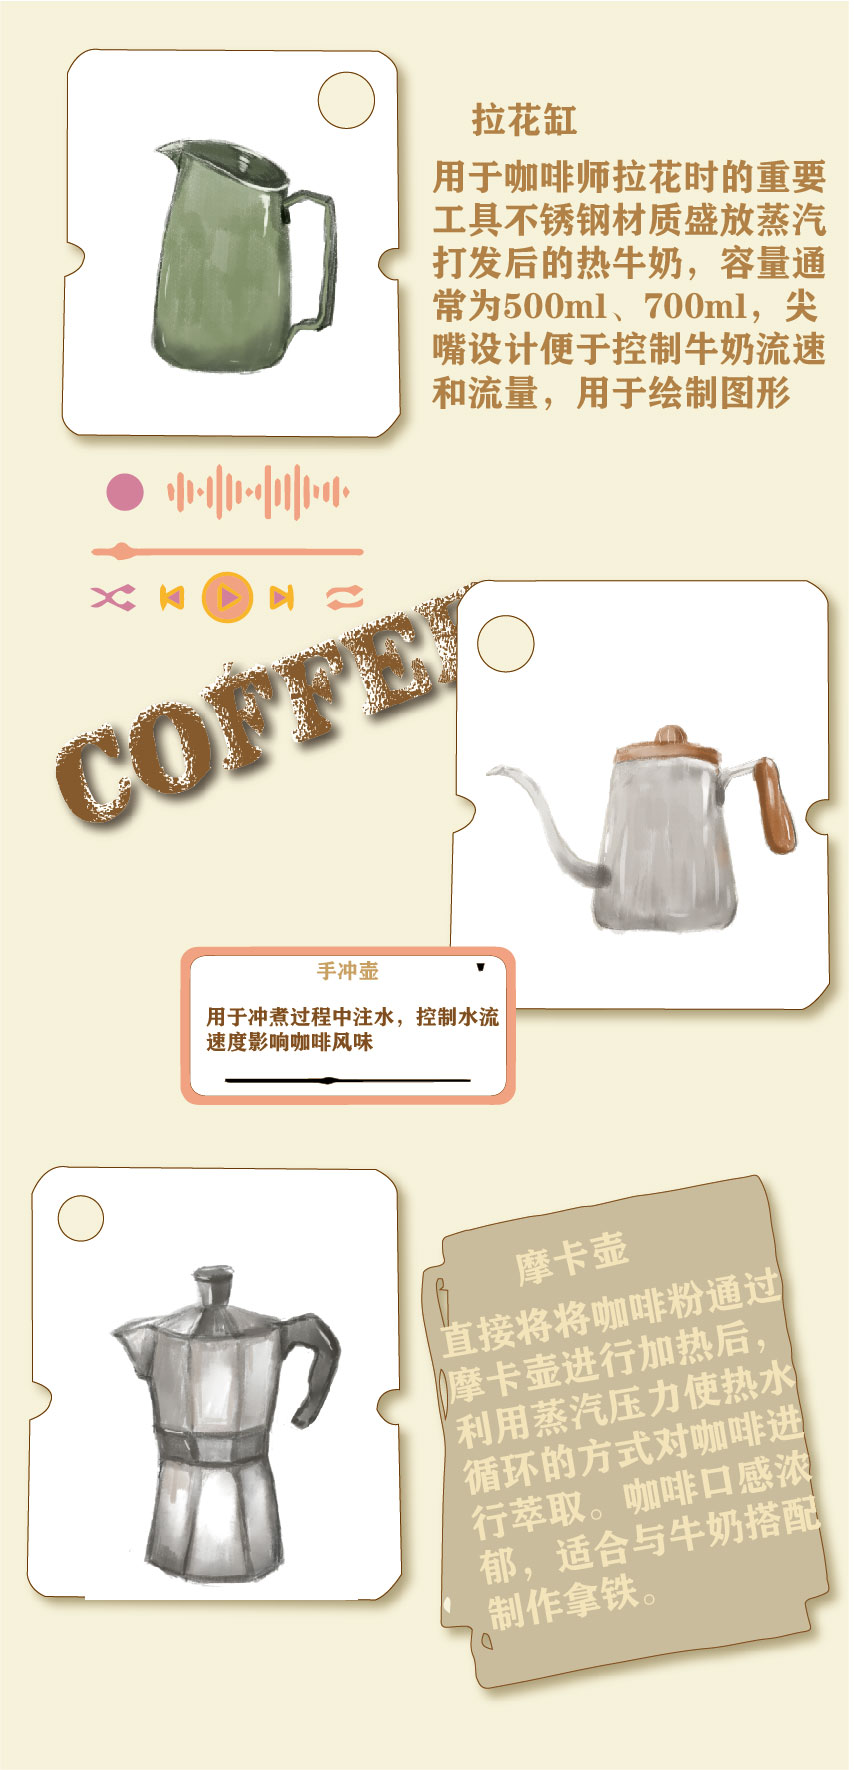 拉花缸
用于咖啡师拉花时的重要
工具不锈钢材质盛放蒸汽
打发后的热牛奶，容量通
常为500ml、700ml，尖
嘴设计便于控制牛奶流速
和流量，用于绘制图形
COFFEE
手冲壶
用于冲煮过程中注水，控制水流
速度影响咖啡风味
摩卡壶
直接将将咖啡粉通过
摩卡壶进行加热后，
利用蒸汽压力使热水
循环的方式对咖啡进
行萃取。咖啡口感浓
郁，适合与牛奶搭配
制作拿铁。